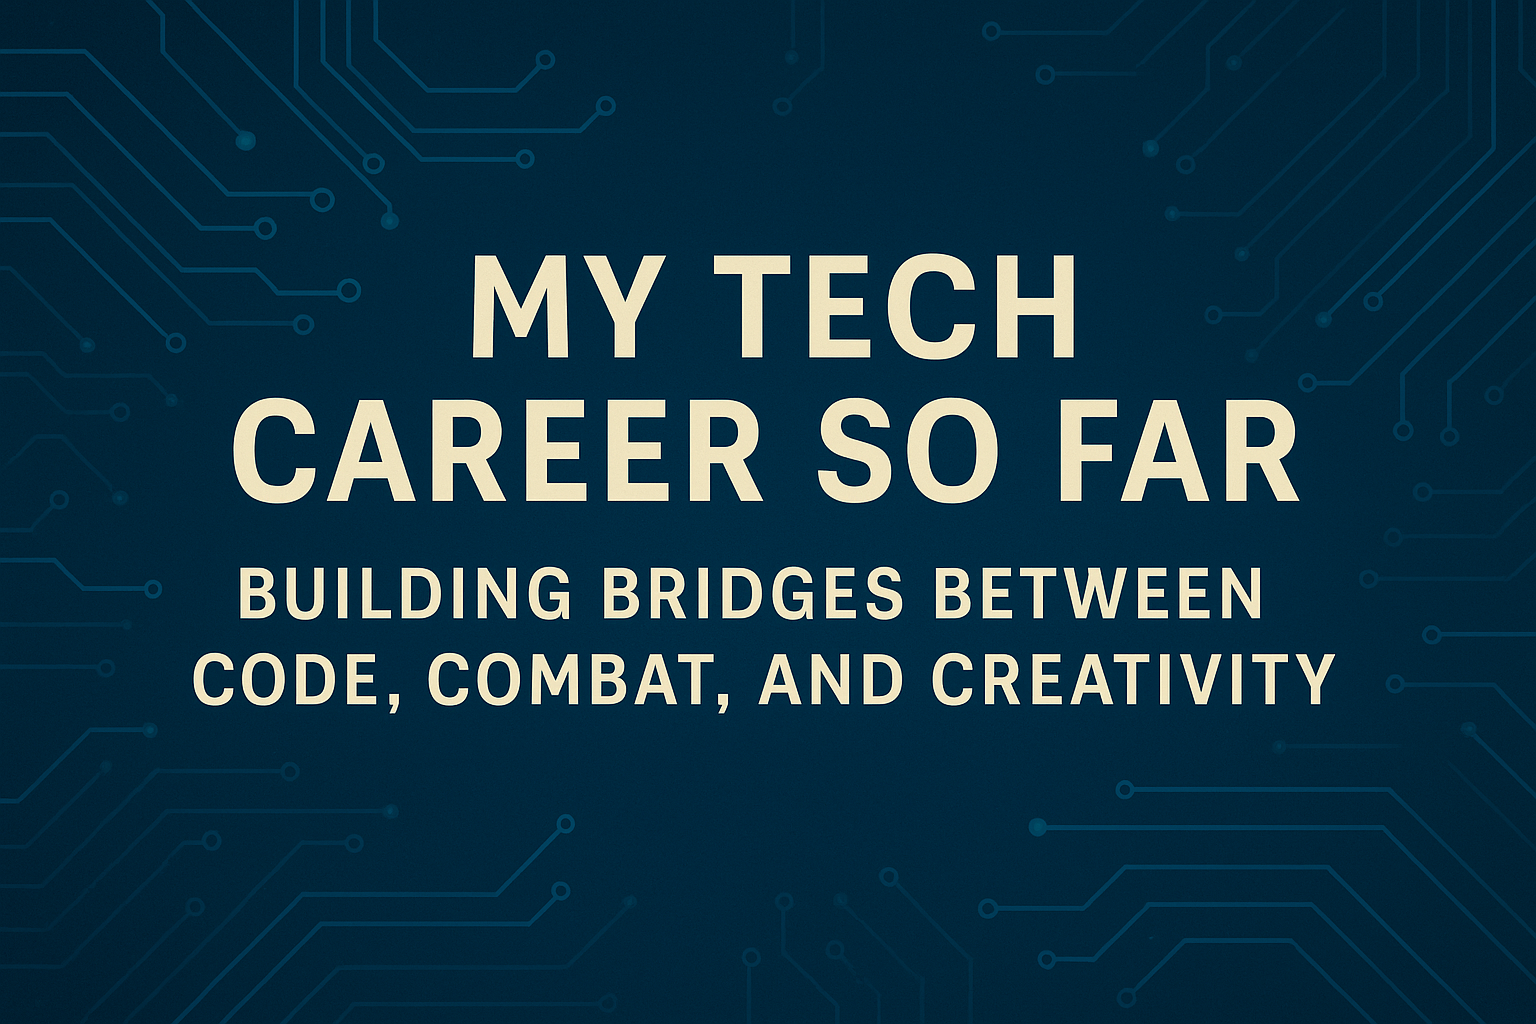 MY TECH
CAREER SO FAR
BUILDING BRIDGES BETWEEN
CODE, COMBAT, AND CREATIVITY